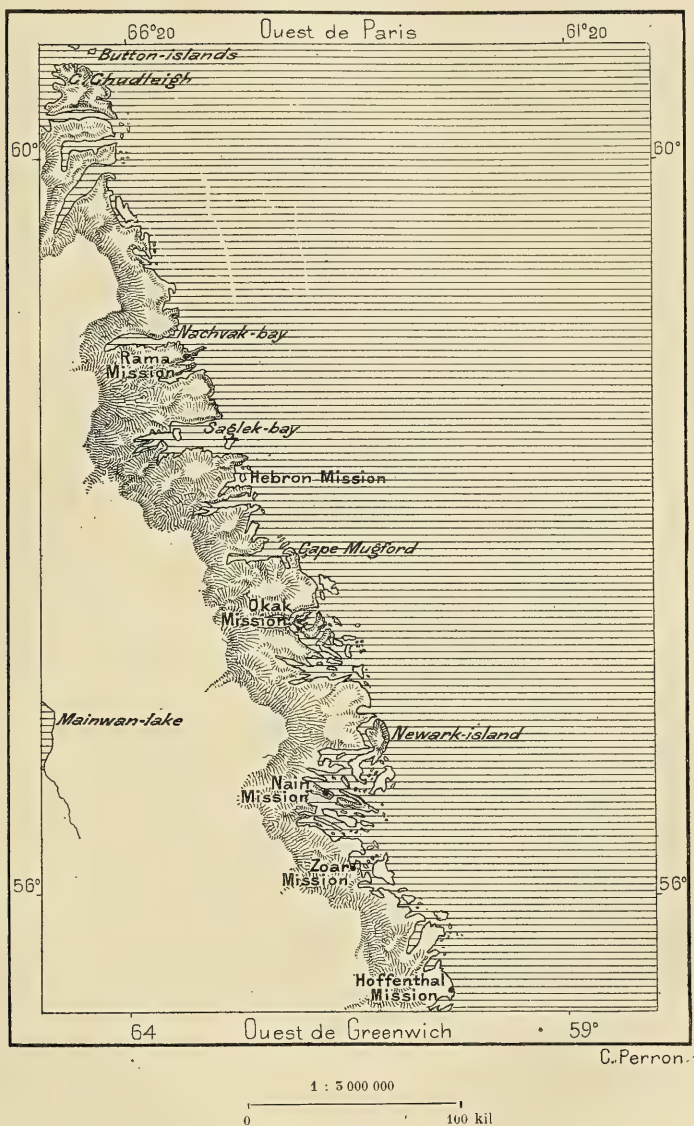 66°20 Ouest de Paris 61°20
Button-islands
C. Chudleigh
60° 60°
Nachvak-bay
Rama
Mission
Saglek-bay
Hebron Mission
Cape Mugford
Okak
Mission
Mainwan-lake
Newark-island
Nain
Mission
Zoar
Mission
56° 56°
Hoffenthal
Mission
64 Ouest de Greenwich 59°
C. Perron
1 : 3 000 000
0 100 kil